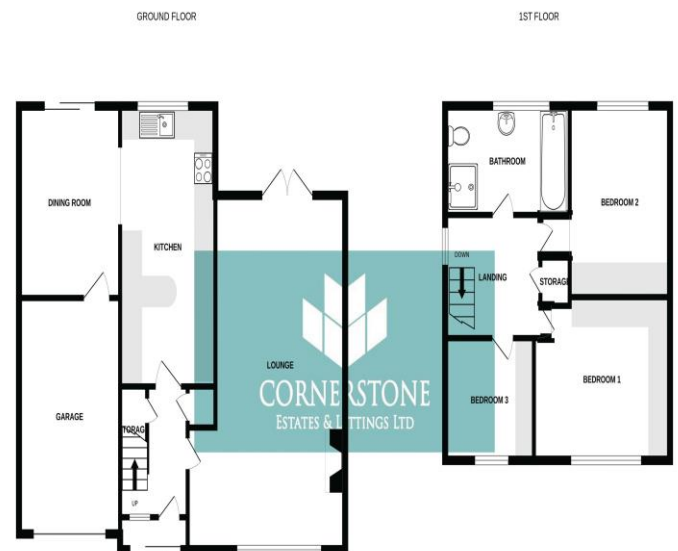 GROUND FLOOR
1ST FLOOR
BATHROOM
DINING ROOM
BEDROOM 2
KITCHEN
DOWN
LANDING
STORAGE
LOUNGE
BEDROOM 1
CORNERSTONE
ESTATES & LETTINGS LTD
BEDROOM 3
GARAGE
TORAG
UP